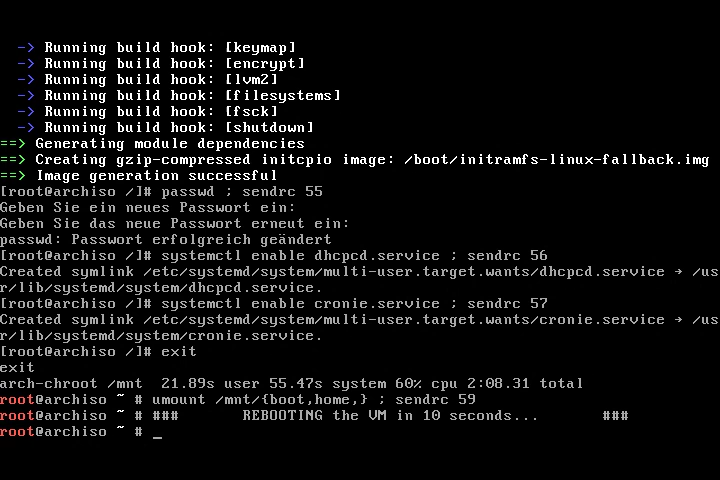 -> Running build hook: [keymap]
-> Running build hook: [encrypt]
-> Running build hook: [lvm2]
-> Running build hook: [filesystems]
-> Running build hook: [fsck]
-> Running build hook: [shutdown]
==> Generating module dependencies
==> Creating gzip-compressed initcpio image: /boot/initramfs-linux-fallback.img
==> Image generation successful
[root@archiso /]# passwd ; sendrc 55
Geben Sie ein neues Passwort ein:
Geben Sie das neue Passwort erneut ein:
passwd: Passwort erfolgreich geändert
[root@archiso /]# systemctl enable dhcpcd.service ; sendrc 56
Created symlink /etc/systemd/system/multi-user.target.wants/dhcpcd.service → /us
r/lib/systemd/system/dhcpcd.service.
[root@archiso /]# systemctl enable cronie.service ; sendrc 57
Created symlink /etc/systemd/system/multi-user.target.wants/cronie.service → /us
r/lib/systemd/system/cronie.service.
[root@archiso /]# exit
exit
arch-chroot /mnt  21.89s user 55.47s system 60% cpu 2:08.31 total
root@archiso ~ # umount /mnt/{boot,home,} ; sendrc 59
root@archiso ~ # ###       REBOOTING the VM in 10 seconds...       ###
root@archiso ~ # _